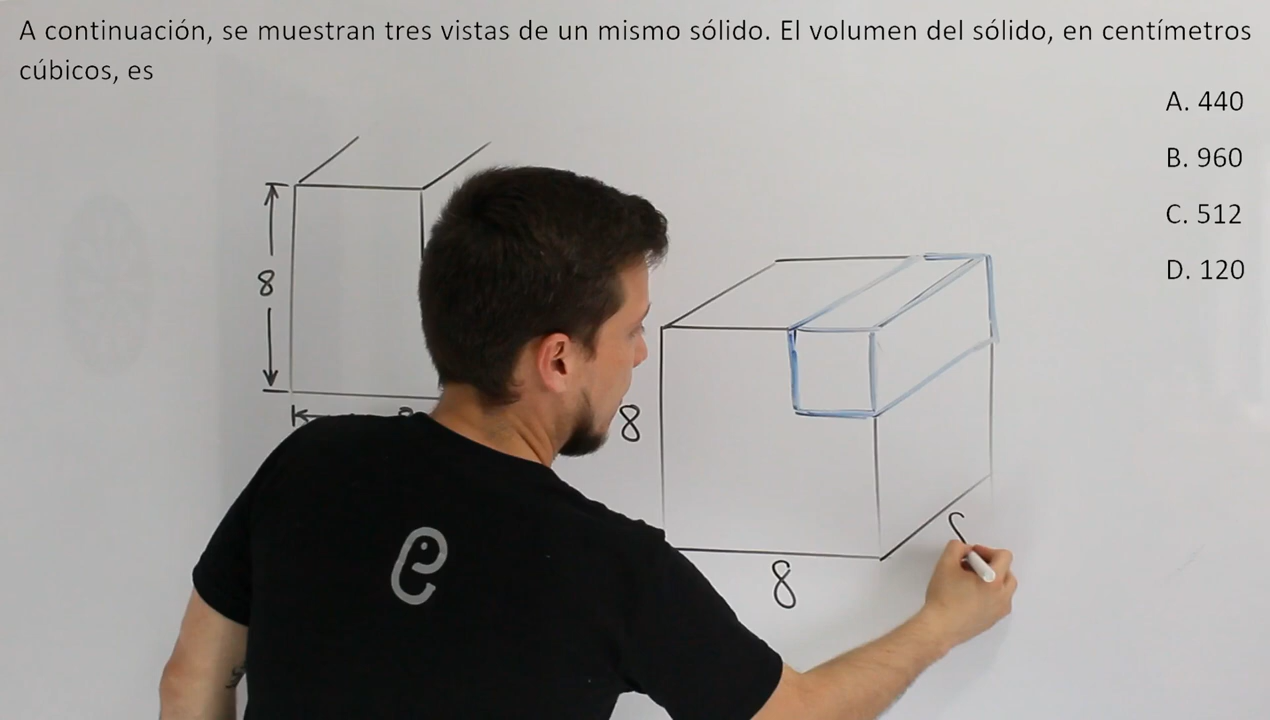 A continuación, se muestran tres vistas de un mismo sólido. El volumen del sólido, en centímetros
cúbicos, es
A. 440
B. 960
C. 512
D. 120
8
8
8